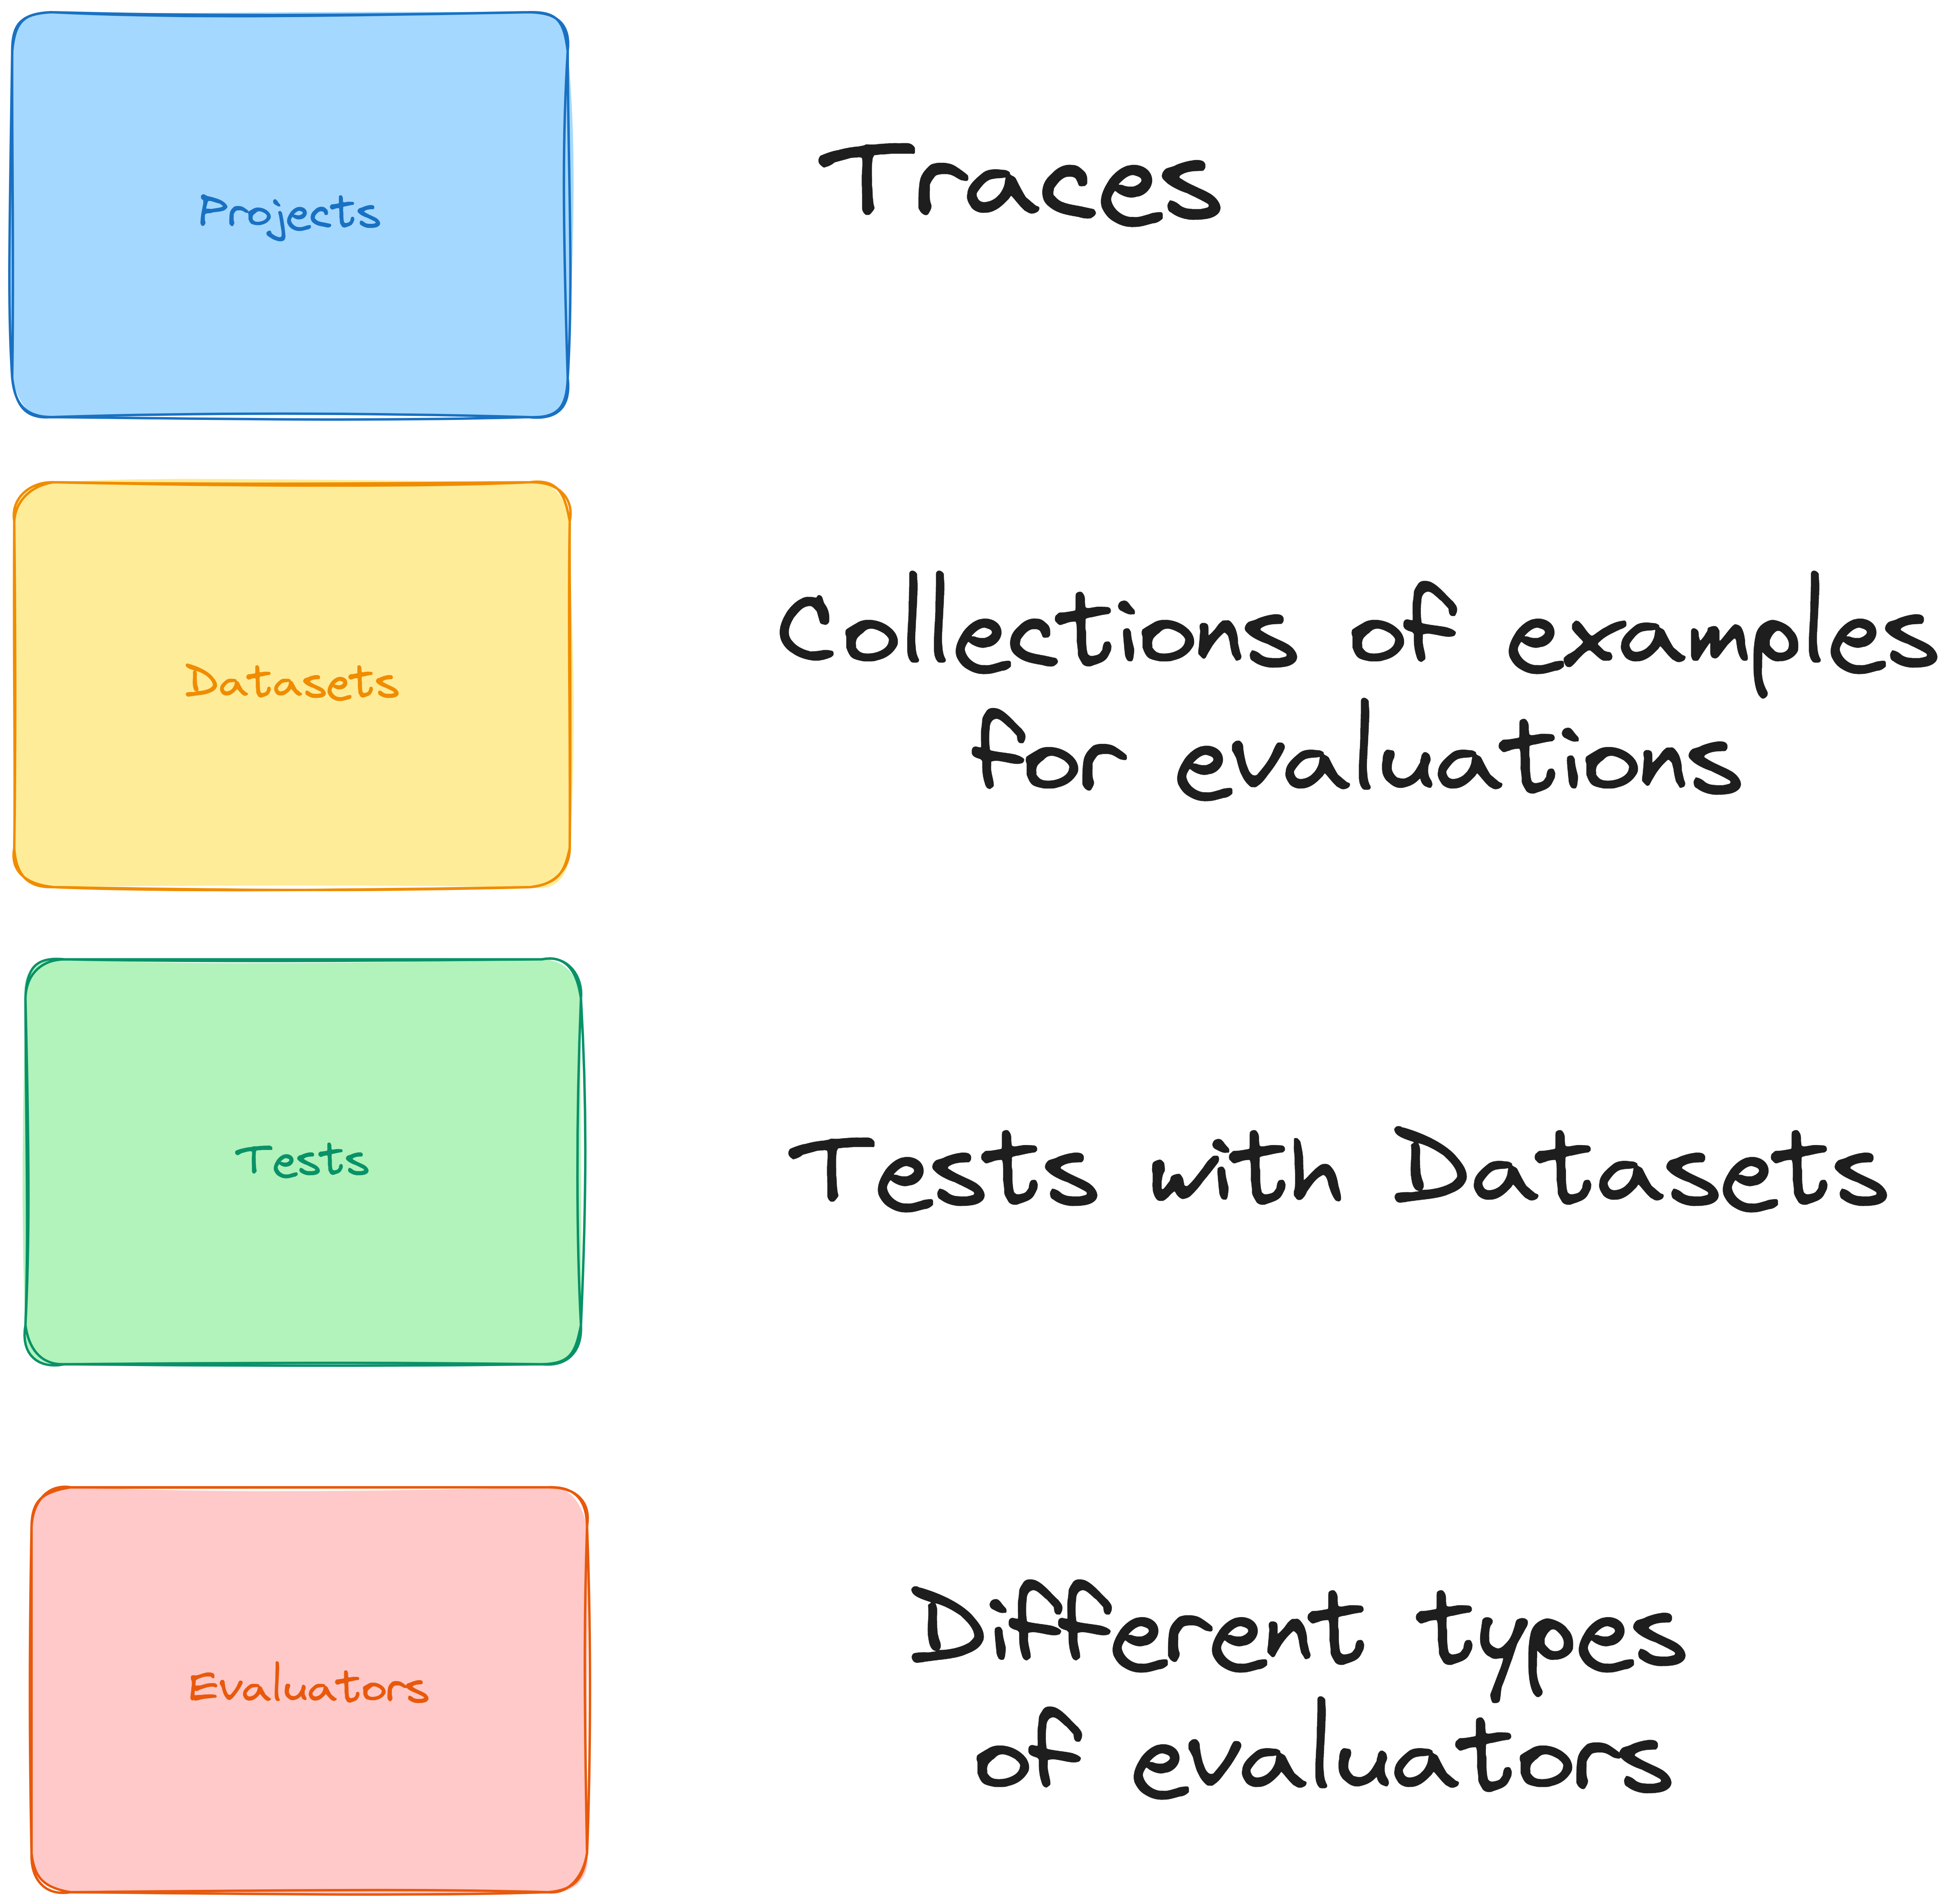 Projects
Traces
Datasets
Collections of examples
for evaluations
Tests
Tests with Datasets
Evaluators
Different types
of evaluators